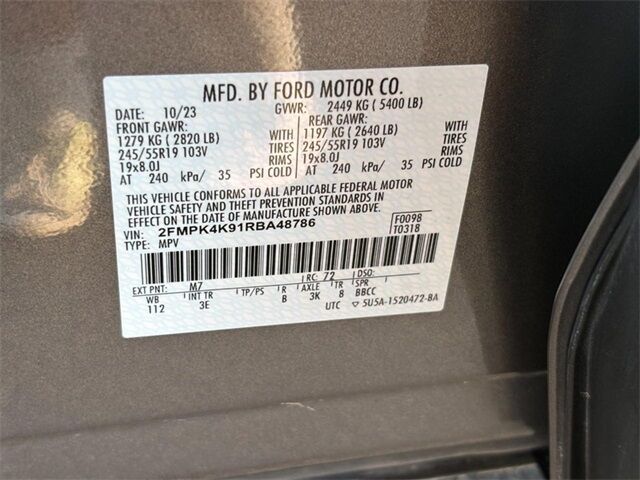 MFD. BY FORD MOTOR CO.
DATE: 10/23 GVWR: 2449 KG ( 5400 LB)
FRONT GAWR: REAR GAWR:
1279 KG ( 2820 LB) WITH 1197 KG ( 2640 LB) WITH
245/55R19 103V TIRES 245/55R19 103V TIRES
19x8.0J RIMS 19x8.0J RIMS
AT 240 kPa/ 35 PSI COLD AT 240 kPa/ 35 PSI COLD
THIS VEHICLE CONFORMS TO ALL APPLICABLE FEDERAL MOTOR
VEHICLE SAFETY AND THEFT PREVENTION STANDARDS IN EFFECT
ON THE DATE OF MANUFACTURE SHOWN ABOVE.
VIN: 2FMPK4K91RBA48786 F0098
TYPE: MPV T0318
EXT PNT: M7 RC: 72 DSO:
WB INT TR TP/PS R AXLE TR SPR
112 3E B 3K 8 BBCC
UTC ▽ 5U5A-1520472-BA